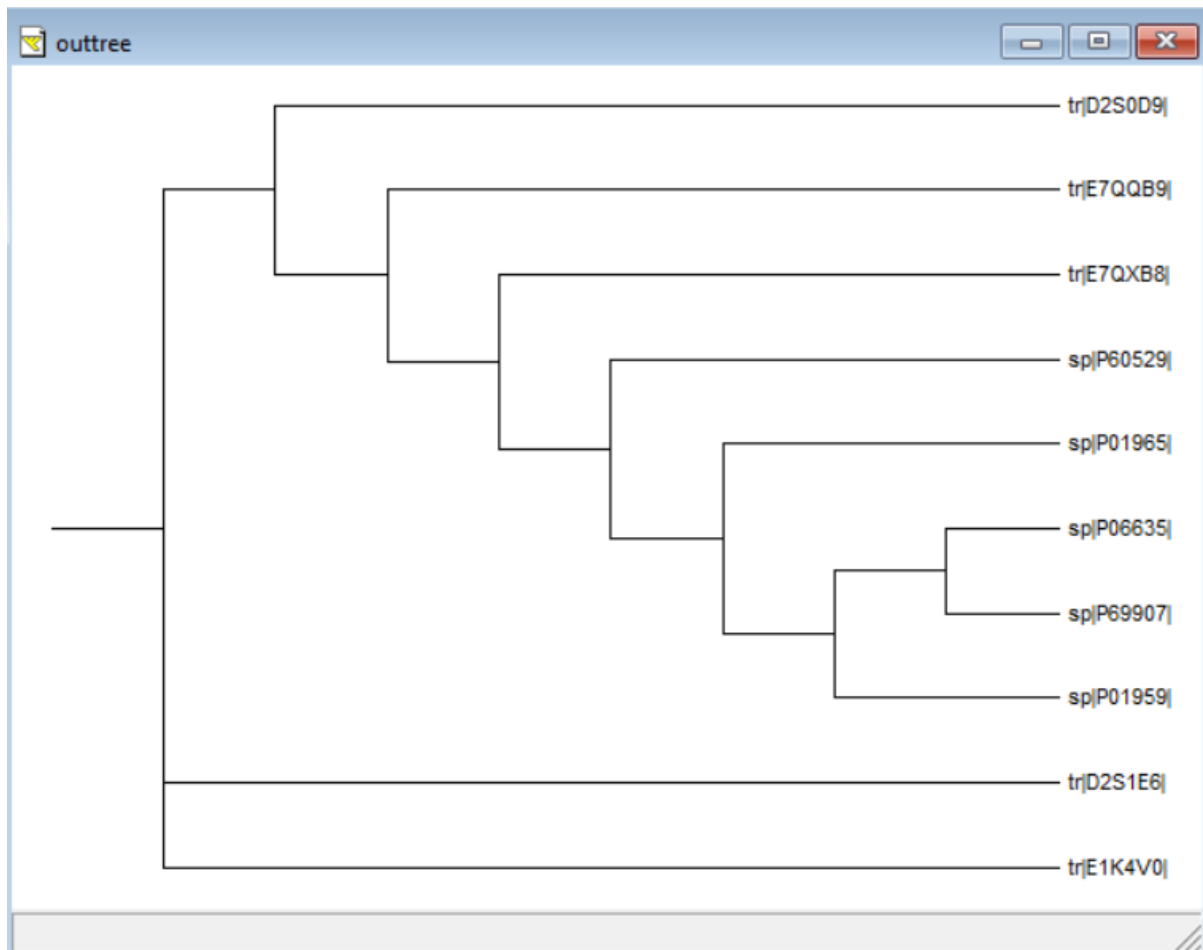 outtree
tr|D2S0D9|
tr|E7QQB9|
tr|E7QXB8|
sp|P60529|
sp|P01965|
sp|P06635|
sp|P69907|
sp|P01959|
tr|D2S1E6|
tr|E1K4V0|